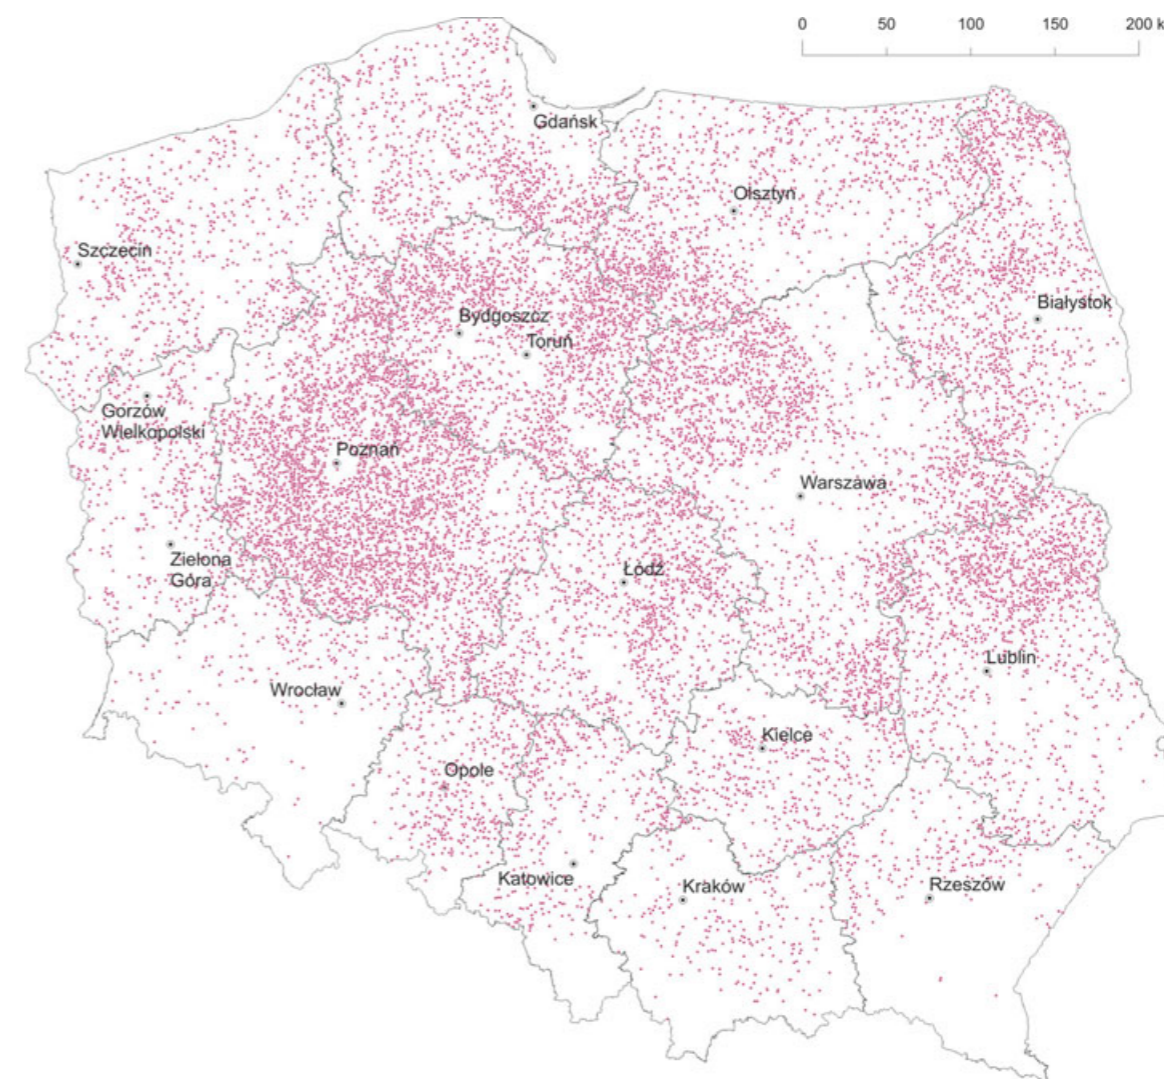 0 50 100 150 200 k
Gdańsk
Olsztyn
Szczecin
Białystok
Bydgoszcz
Toruń
Gorzów
Wielkopolski
Poznań
Warszawa
Zielona
Góra
Łódź
Lublin
Wrocław
Kielce
Opole
Katowice
Kraków
Rzeszów